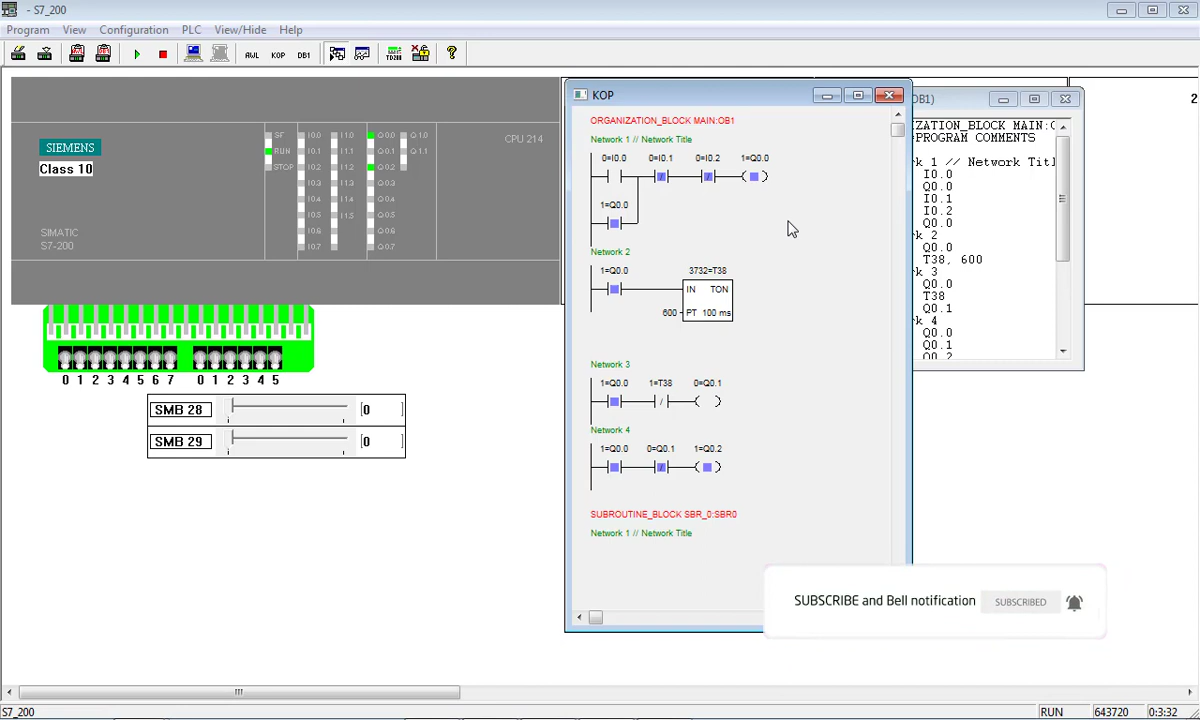 - S7_200
Program View Configuration PLC View/Hide Help
AWL KOP DB1
TD200
SIEMENS
Class 10
SIMATIC
S7-200
CPU 214
SF I0.0 I1.0 Q0.0 Q1.0
RUN I0.1 I1.1 Q0.1 Q1.1
STOP I0.2 I1.2 Q0.2
I0.3 I1.3 Q0.3
I0.4 I1.4 Q0.4
I0.5 I1.5 Q0.5
I0.6 Q0.6
I0.7 Q0.7
0 1 2 3 4 5 6 7 0 1 2 3 4 5
SMB 28 [0 ]
SMB 29 [0 ]
KOP
ORGANIZATION_BLOCK MAIN:OB1
Network 1 // Network Title
0=I0.0 0=I0.1 0=I0.2 1=Q0.0
1=Q0.0
Network 2
1=Q0.0 3732=T38
IN TON
600 PT 100 ms
Network 3
1=Q0.0 1=T38 0=Q0.1
Network 4
1=Q0.0 0=Q0.1 1=Q0.2
SUBROUTINE_BLOCK SBR_0:SBR0
Network 1 // Network Title
OB1)
IZATION_BLOCK MAIN:O
=PROGRAM COMMENTS
k 1 // Network Titl
I0.0
Q0.0
I0.1
I0.2
Q0.0
k 2
Q0.0
T38, 600
k 3
Q0.0
T38
Q0.1
k 4
Q0.0
Q0.1
Q0.2
2
SUBSCRIBE and Bell notification SUBSCRIBED
S7_200 RUN 643720 0:3:32